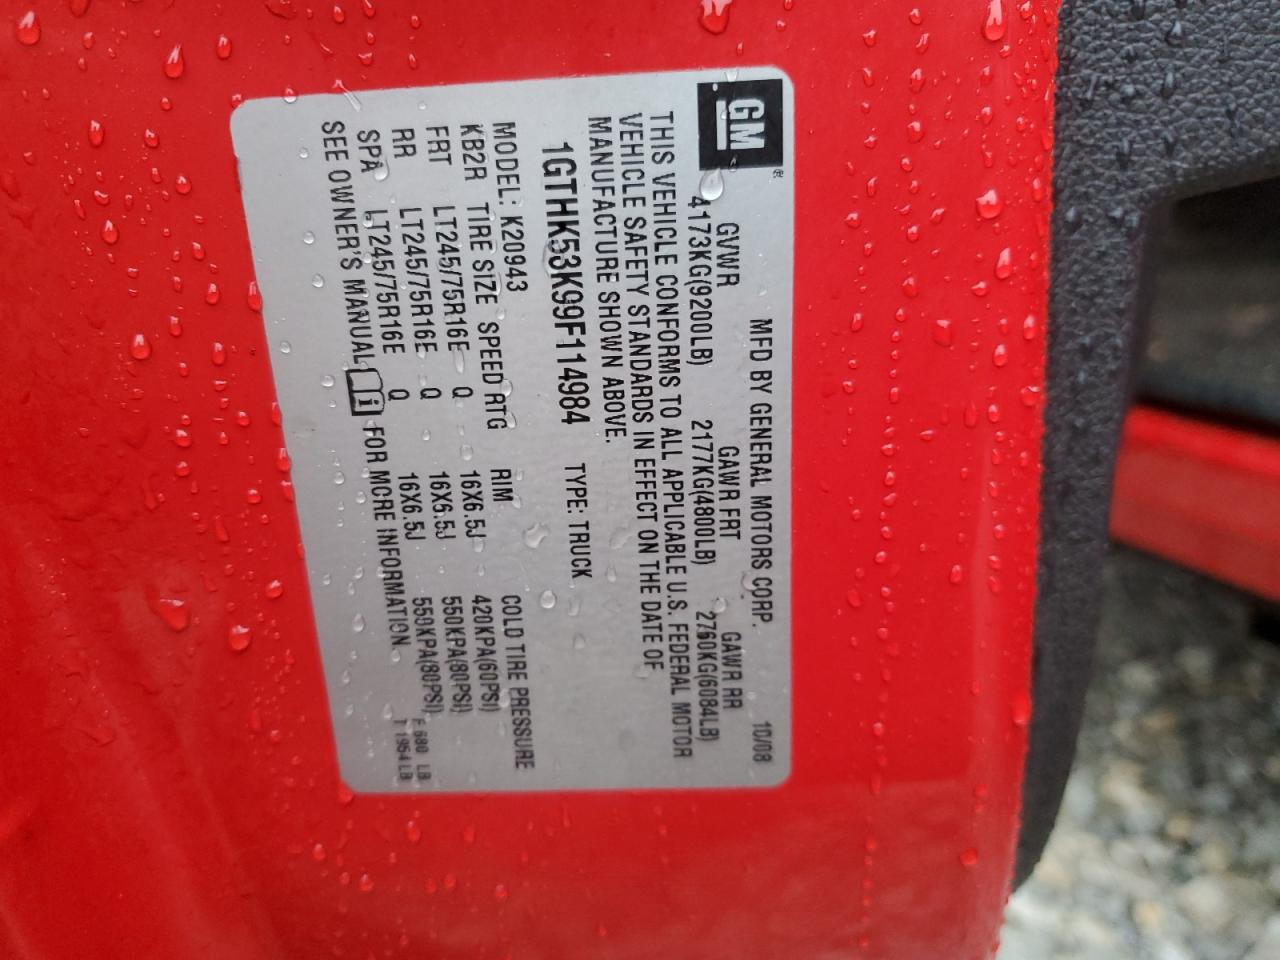 GM
MFD BY GENERAL MOTORS CORP. 10/08
GVWR GAWR FRT GAWR RR
4173KG(9200LB) 2177KG(4800LB) 2760KG(6084LB)
THIS VEHICLE CONFORMS TO ALL APPLICABLE U.S. FEDERAL MOTOR
VEHICLE SAFETY STANDARDS IN EFFECT ON THE DATE OF
MANUFACTURE SHOWN ABOVE.
1GTHK53K99F114984 TYPE: TRUCK
MODEL: K20943
KB2R TIRE SIZE SPEED RTG RIM COLD TIRE PRESSURE
FRT LT245/75R16E Q 16X6.5J 420KPA(60PSI)
RR LT245/75R16E Q 16X6.5J 550KPA(80PSI)
SPA LT245/75R16E Q 16X6.5J 550KPA(80PSI)
SEE OWNER'S MANUAL i FOR MORE INFORMATION.
F 680 LB
T 1954 LB